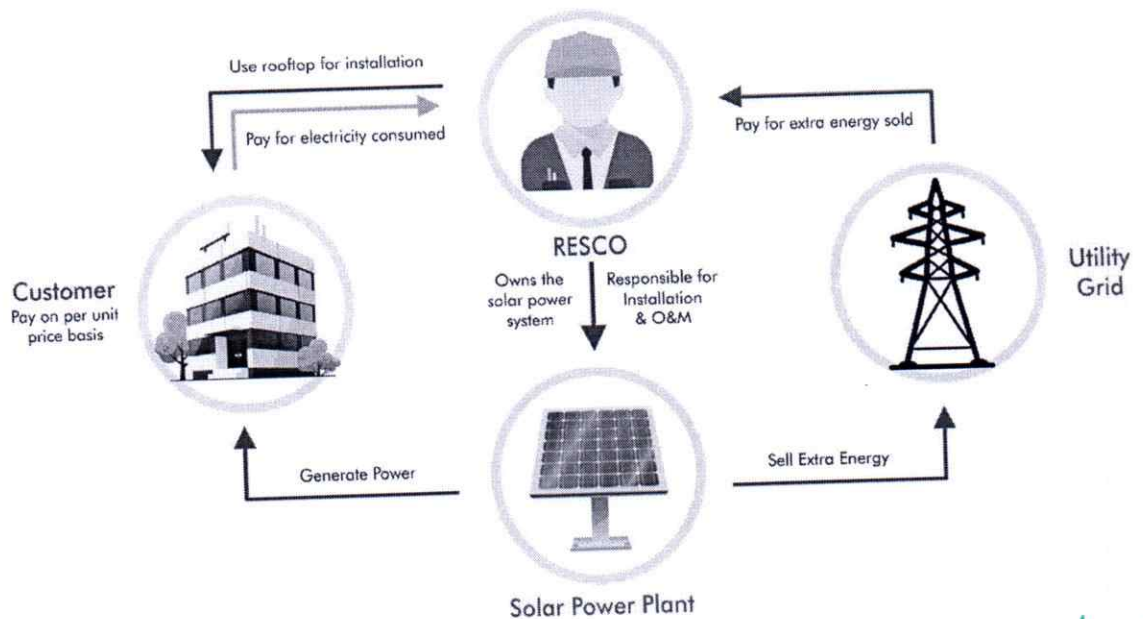 Use rooftop for installation
Pay for electricity consumed
Pay for extra energy sold
RESCO
Owns the
solar power
system
Responsible for
Installation
& O&M
Customer
Pay on per unit
price basis
Utility
Grid
Generate Power
Sell Extra Energy
Solar Power Plant